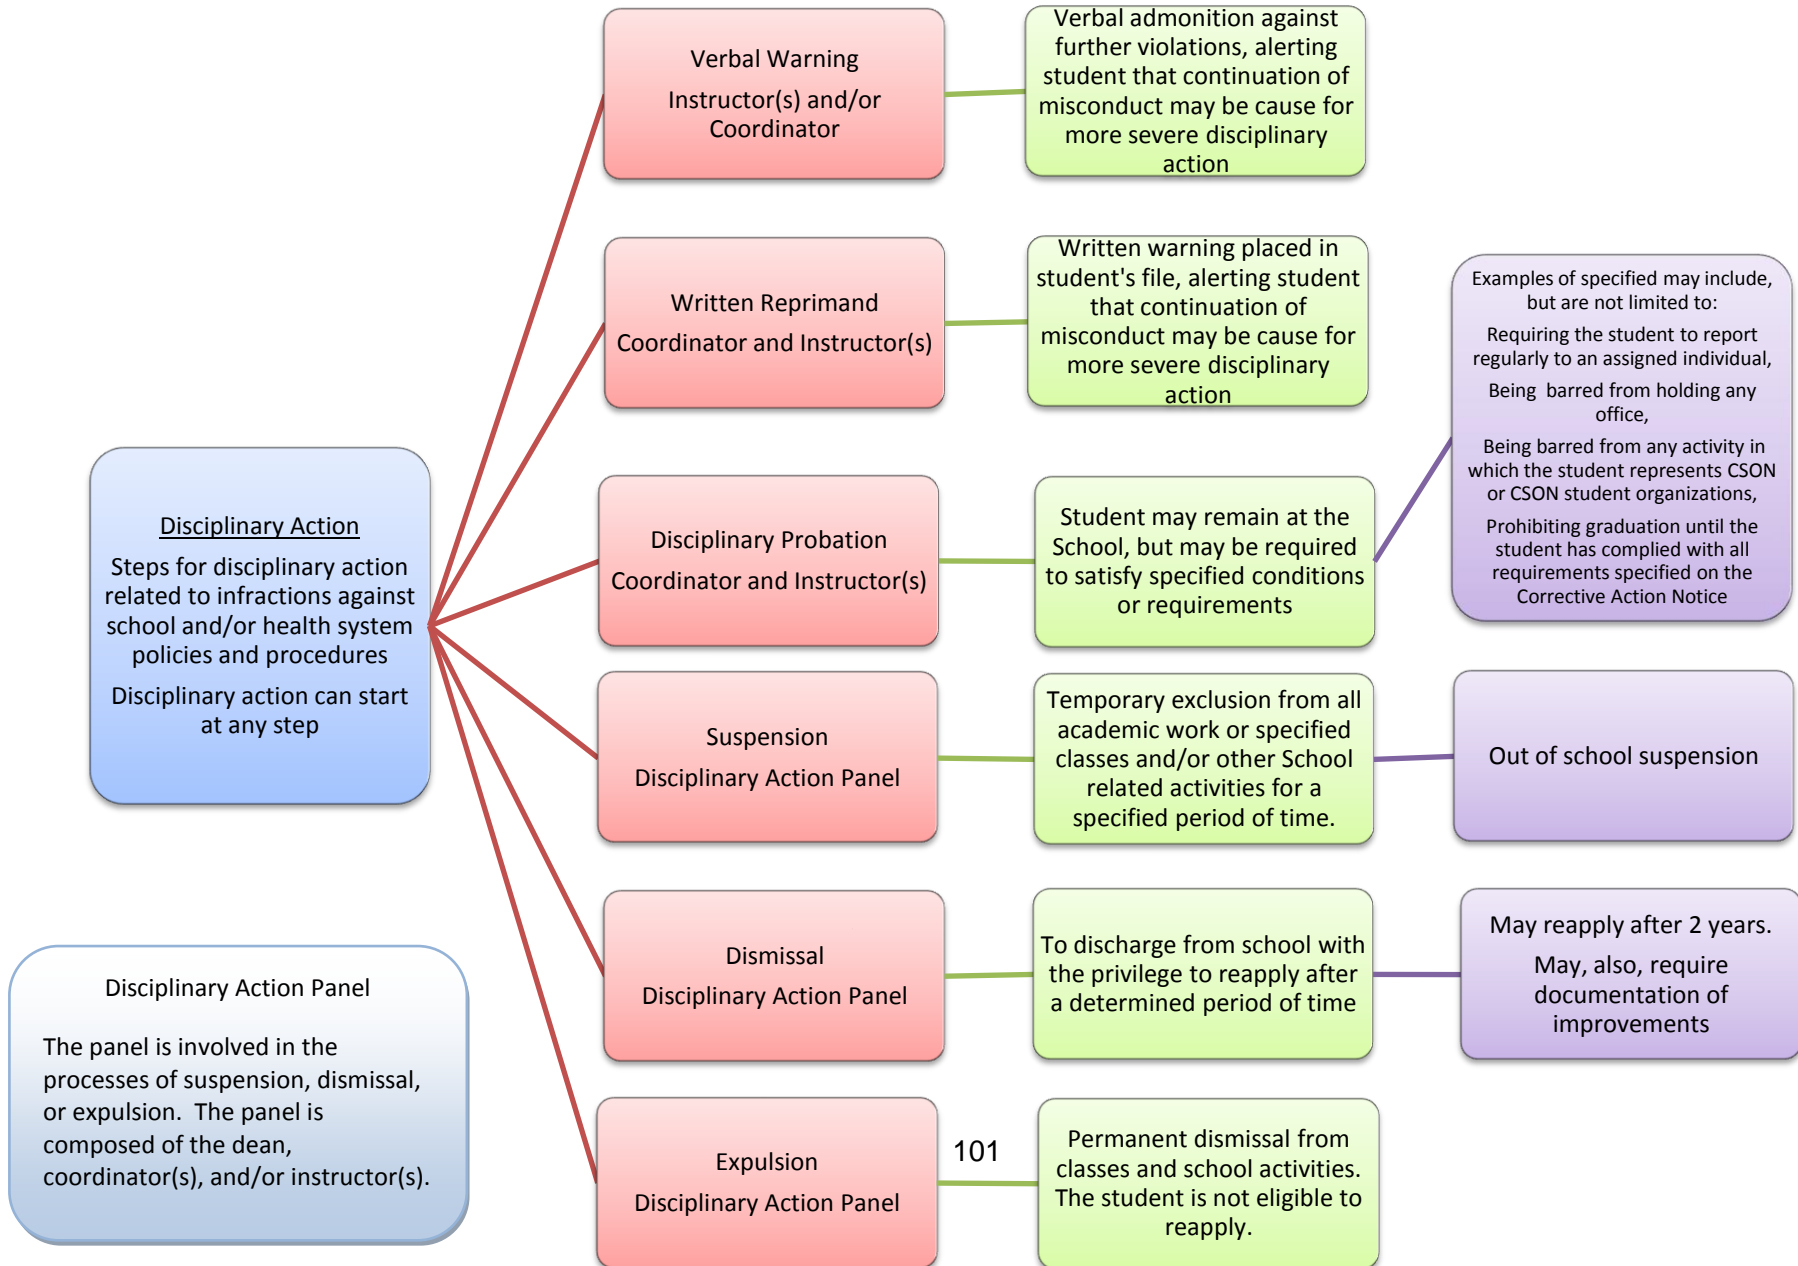 Verbal Warning
Instructor(s) and/or
Coordinator
Verbal admonition against
further violations, alerting
student that continuation of
misconduct may be cause for
more severe disciplinary
action
Written Reprimand
Coordinator and Instructor(s)
Written warning placed in
student's file, alerting student
that continuation of
misconduct may be cause for
more severe disciplinary
action
Examples of specified may include,
but are not limited to:
Requiring the student to report
regularly to an assigned individual,
Being  barred from holding any
office,
Being barred from any activity in
which the student represents CSON
or CSON student organizations,
Prohibiting graduation until the
student has complied with all
requirements specified on the
Corrective Action Notice
Disciplinary Action
Steps for disciplinary action
related to infractions against
school and/or health system
policies and procedures
Disciplinary action can start
at any step
Disciplinary Probation
Coordinator and Instructor(s)
Student may remain at the
School, but may be required
to satisfy specified conditions
or requirements
Suspension
Disciplinary Action Panel
Temporary exclusion from all
academic work or specified
classes and/or other School
related activities for a
specified period of time.
Out of school suspension
Dismissal
Disciplinary Action Panel
To discharge from school with
the privilege to reapply after
a determined period of time
May reapply after 2 years.
May, also, require
documentation of
improvements
Disciplinary Action Panel
The panel is involved in the
processes of suspension, dismissal,
or expulsion.  The panel is
composed of the dean,
coordinator(s), and/or instructor(s).
Expulsion
Disciplinary Action Panel
101
Permanent dismissal from
classes and school activities.
The student is not eligible to
reapply.